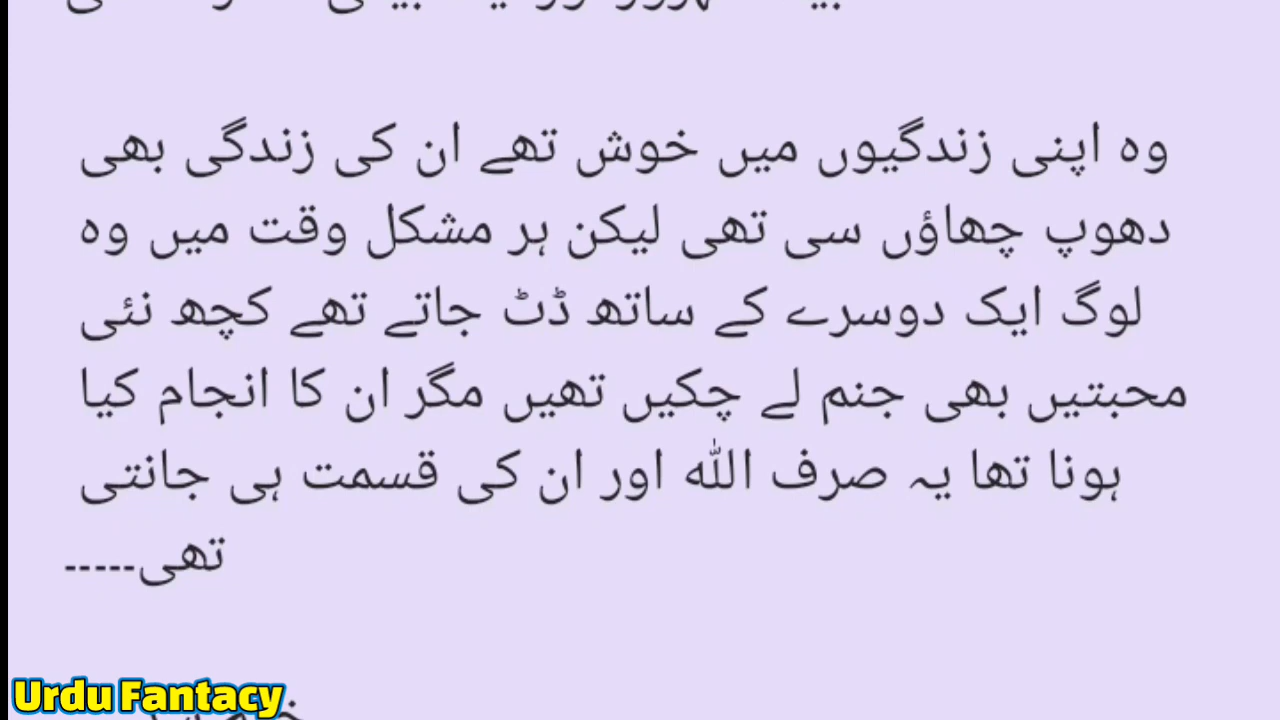 وہ اپنی زندگیوں میں خوش تھے ان کی زندگی بھی
دھوپ چھاؤں سی تھی لیکن ہر مشکل وقت میں وہ
لوگ ایک دوسرے کے ساتھ ڈٹ جاتے تھے کچھ نئی
محبتیں بھی جنم لے چکیں تھیں مگر ان کا انجام کیا
ہونا تھا یہ صرف اللہ اور ان کی قسمت ہی جانتی
تھی-----
Urdu Fantacy